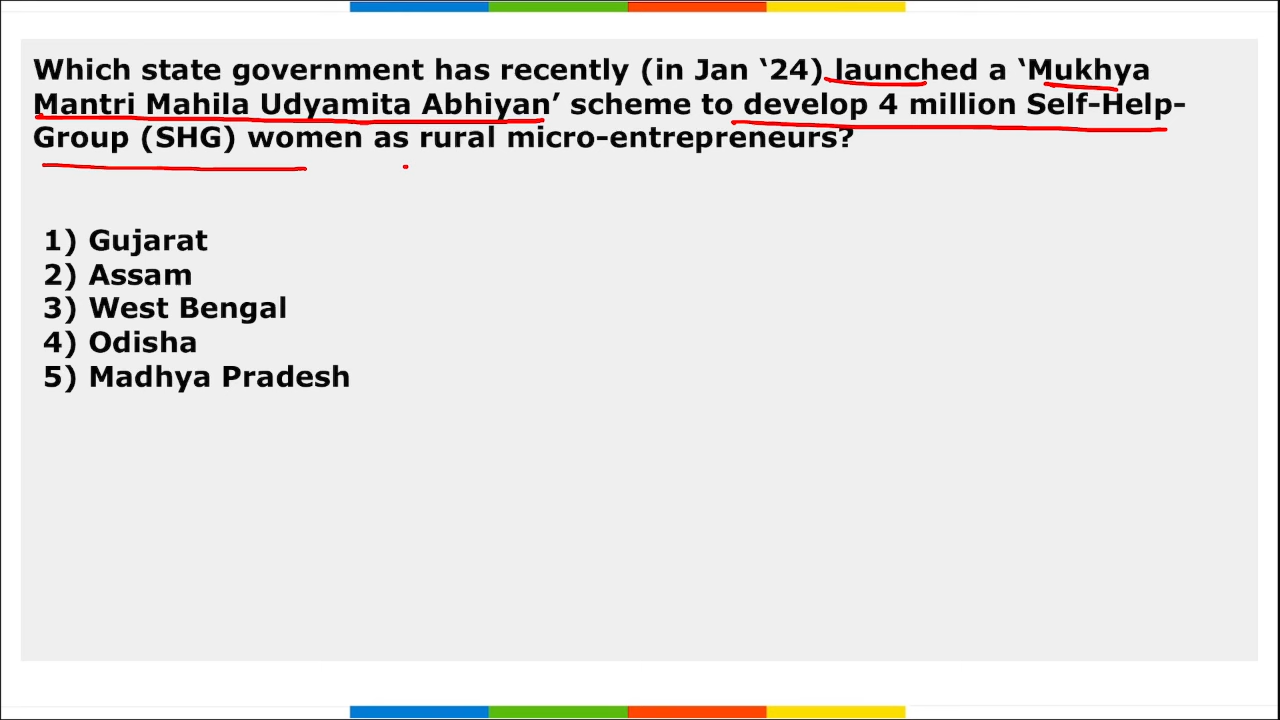 Which state government has recently (in Jan ‘24) launched a ‘Mukhya
Mantri Mahila Udyamita Abhiyan’ scheme to develop 4 million Self-Help-
Group (SHG) women as rural micro-entrepreneurs?
1) Gujarat
2) Assam
3) West Bengal
4) Odisha
5) Madhya Pradesh